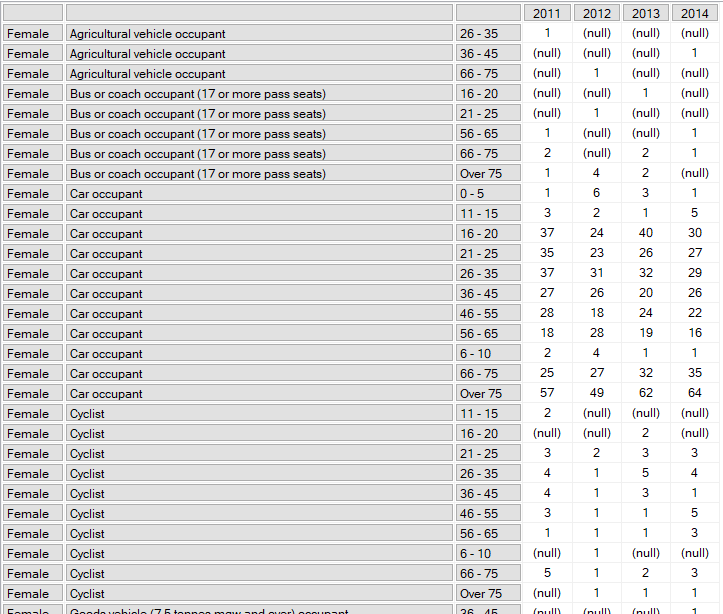 2011 2012 2013 2014
Female Agricultural vehicle occupant 26 - 35 1 (null) (null) (null)
Female Agricultural vehicle occupant 36 - 45 (null) (null) (null) 1
Female Agricultural vehicle occupant 66 - 75 (null) 1 (null) (null)
Female Bus or coach occupant (17 or more pass seats) 16 - 20 (null) (null) 1 (null)
Female Bus or coach occupant (17 or more pass seats) 21 - 25 (null) 1 (null) (null)
Female Bus or coach occupant (17 or more pass seats) 56 - 65 1 (null) (null) 1
Female Bus or coach occupant (17 or more pass seats) 66 - 75 2 (null) 2 1
Female Bus or coach occupant (17 or more pass seats) Over 75 1 4 2 (null)
Female Car occupant 0 - 5 1 6 3 1
Female Car occupant 11 - 15 3 2 1 5
Female Car occupant 16 - 20 37 24 40 30
Female Car occupant 21 - 25 35 23 26 27
Female Car occupant 26 - 35 37 31 32 29
Female Car occupant 36 - 45 27 26 20 26
Female Car occupant 46 - 55 28 18 24 22
Female Car occupant 56 - 65 18 28 19 16
Female Car occupant 6 - 10 2 4 1 1
Female Car occupant 66 - 75 25 27 32 35
Female Car occupant Over 75 57 49 62 64
Female Cyclist 11 - 15 2 (null) (null) (null)
Female Cyclist 16 - 20 (null) (null) 2 (null)
Female Cyclist 21 - 25 3 2 3 3
Female Cyclist 26 - 35 4 1 5 4
Female Cyclist 36 - 45 4 1 3 1
Female Cyclist 46 - 55 3 1 1 5
Female Cyclist 56 - 65 1 1 1 3
Female Cyclist 6 - 10 (null) 1 (null) (null)
Female Cyclist 66 - 75 5 1 2 3
Female Cyclist Over 75 (null) 1 1 1
Female Goods vehicle (7.5 tonnes mgw and over) occupant 36 - 45 (null) (null) (null) 1